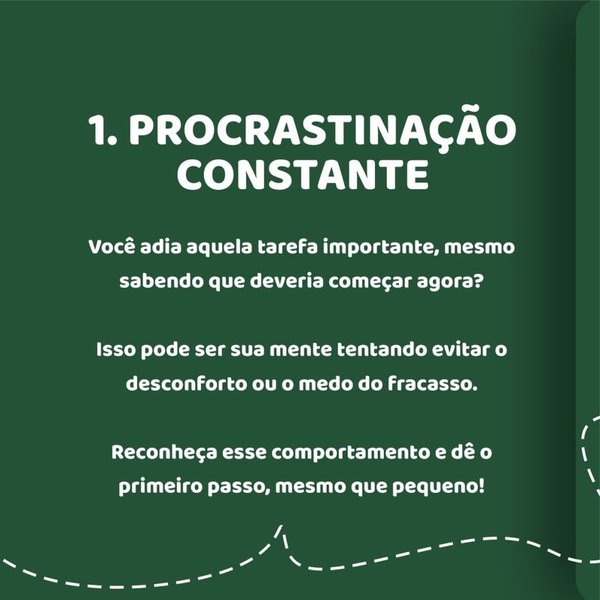 1. PROCRASTINAÇÃO
CONSTANTE
Você adia aquela tarefa importante, mesmo
sabendo que deveria começar agora?
Isso pode ser sua mente tentando evitar o
desconforto ou o medo do fracasso.
Reconheça esse comportamento e dê o
primeiro passo, mesmo que pequeno!